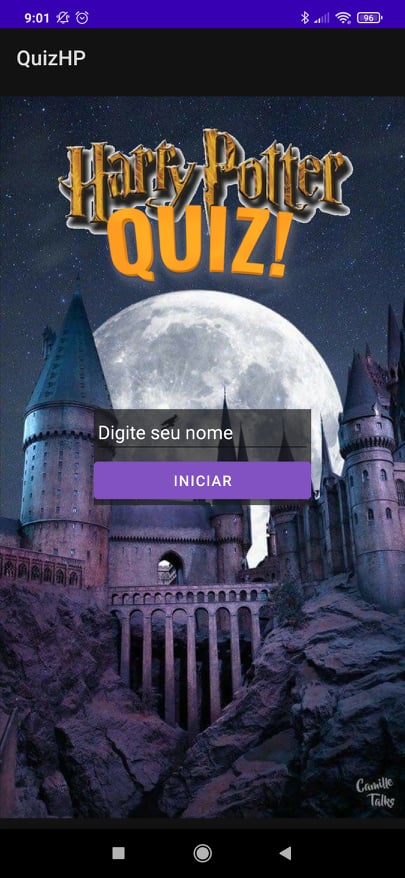 9:01
96
QuizHP
Harry Potter
QUIZ!
Digite seu nome
INICIAR
Camille
Talks